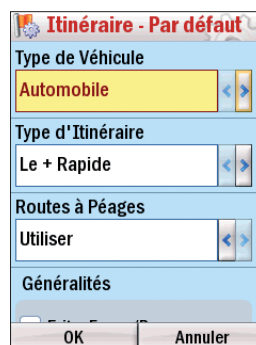 Itinéraire - Par défaut
Type de Véhicule
Automobile
Type d'Itinéraire
Le + Rapide
Routes à Péages
Utiliser
Généralités
OK Annuler